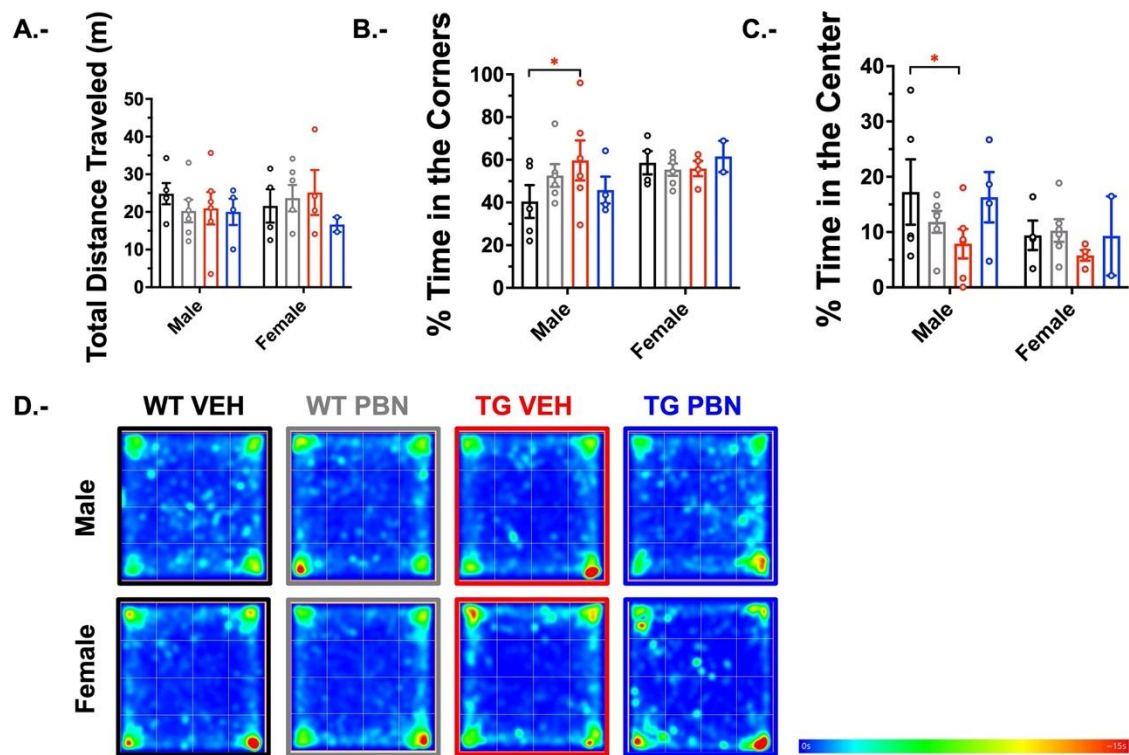 A.-
Total Distance Traveled (m)
50
40
30
20
10
0
Male
Female
B.-
% Time in the Corners
100
80
60
40
20
0
*
Male
Female
C.-
% Time in the Center
40
30
20
10
0
*
Male
Female
D.-
WT VEH
WT PBN
TG VEH
TG PBN
Male
Female
0s
~15s